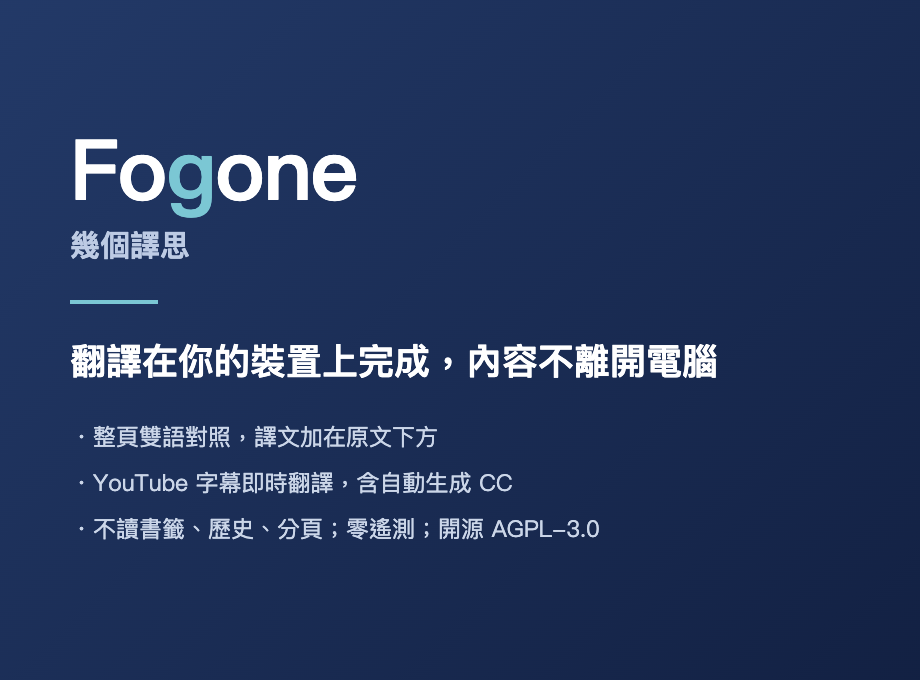 Fogone
幾個譯思
翻譯在你的裝置上完成，內容不離開電腦
·整頁雙語對照，譯文加在原文下方
·YouTube 字幕即時翻譯，含自動生成 CC
·不讀書籤、歷史、分頁；零遙測；開源 AGPL–3.0